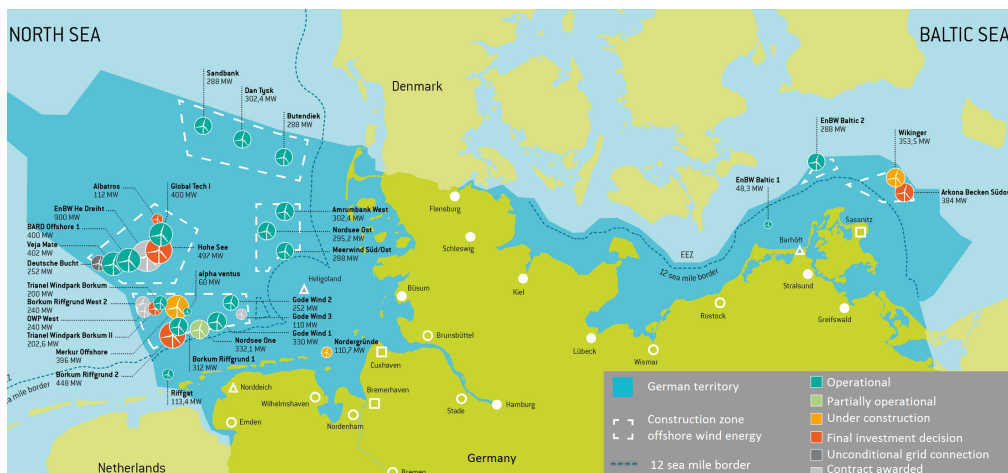 NORTH SEA
BALTIC SEA
Sandbank
288 MW
Dan Tysk
302,4 MW
Butendiek
288 MW
Denmark
EnBW Baltic 2
288 MW
Wikinger
353,5 MW
EnBW Baltic 1
48,3 MW
Arkona Becken Südos
384 MW
Albatros
112 MW
Global Tech I
400 MW
EnBW He Dreiht
900 MW
BARD Offshore 1
400 MW
Veja Mate
402 MW
Deutsche Bucht
252 MW
Hohe See
497 MW
Amrumbank West
302,4 MW
Nordsee Ost
295,2 MW
Meerwind Süd/Ost
288 MW
alpha ventus
60 MW
Trianel Windpark Borkum
200 MW
Borkum Riffgrund West 2
240 MW
OWP West
240 MW
Trianel Windpark Borkum II
202,6 MW
Merkur Offshore
396 MW
Borkum Riffgrund 2
448 MW
Gode Wind 2
252 MW
Gode Wind 3
110 MW
Gode Wind 1
330 MW
Nordsee One
332,1 MW
Borkum Riffgrund 1
312 MW
Nordergründe
110,7 MW
Riffgat
113,4 MW
Heligoland
Flensburg
Schleswig
Büsum
Kiel
Brunsbüttel
Cuxhaven
Bremerhaven
Norddeich
Wilhelmshaven
Emden
Nordenham
Stade
Hamburg
Bremen
Lübeck
Wismar
Rostock
Barhöft
Stralsund
Sassnitz
Greifswald
EEZ
12 sea mile border
EZ
sea mile border
Netherlands
Germany
German territory
Construction zone
offshore wind energy
12 sea mile border
Operational
Partially operational
Under construction
Final investment decision
Unconditional grid connection
Contract awarded